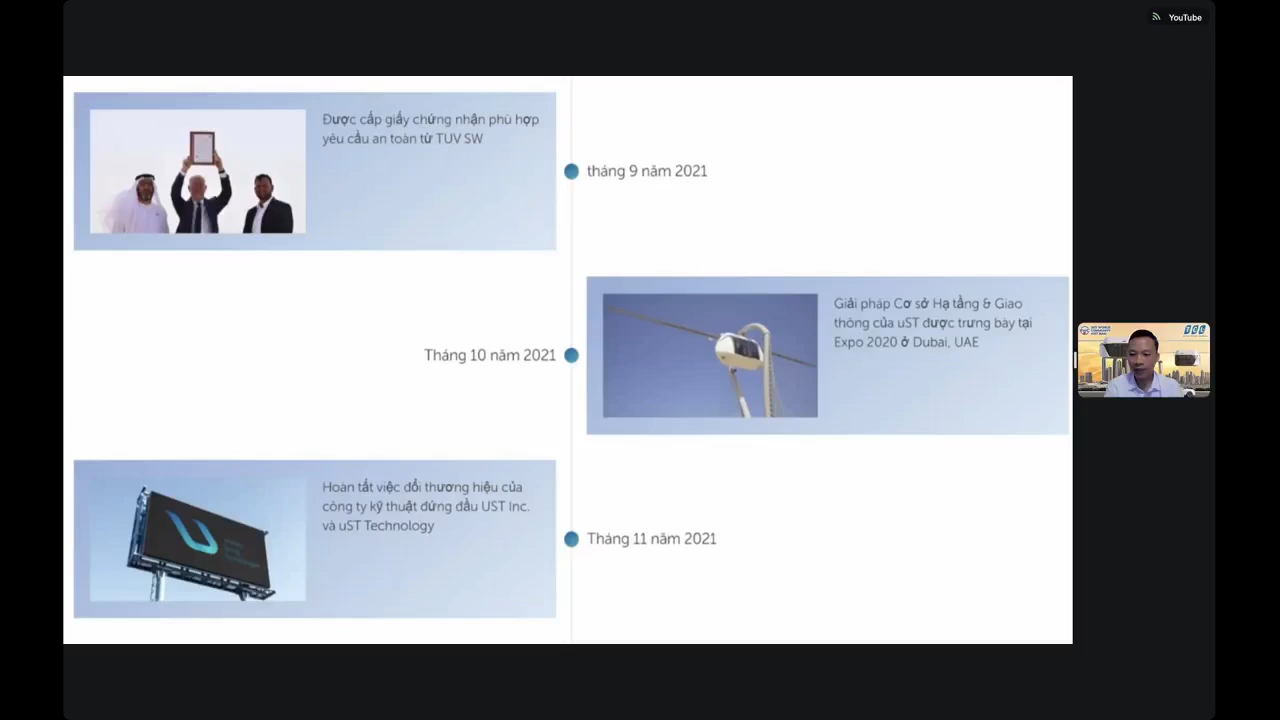 YouTube
Được cấp giấy chứng nhận phù hợp
yêu cầu an toàn từ TUV SW
tháng 9 năm 2021
Tháng 10 năm 2021
Giải pháp Cơ sở Hạ tầng & Giao
thông của uST được trưng bày tại
Expo 2020 ở Dubai, UAE
Hoàn tất việc đổi thương hiệu của
công ty kỹ thuật đứng đầu UST Inc.
và uST Technology
Tháng 11 năm 2021